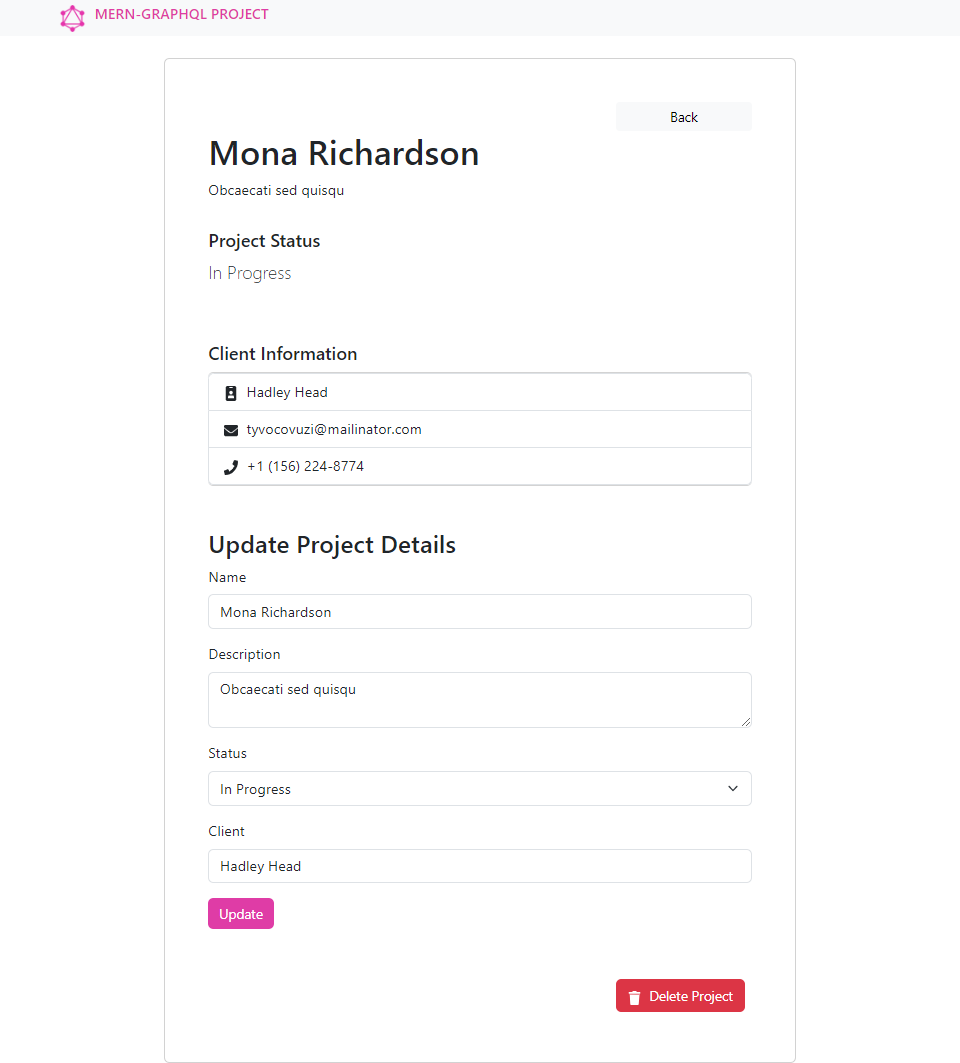 MERN-GRAPHQL PROJECT
Back
Mona Richardson
Obcaecati sed quisqu
Project Status
In Progress
Client Information
Hadley Head
tyvocovuzi@mailinator.com
+1 (156) 224-8774
Update Project Details
Name
Mona Richardson
Description
Obcaecati sed quisqu
Status
In Progress
Client
Hadley Head
Update
Delete Project